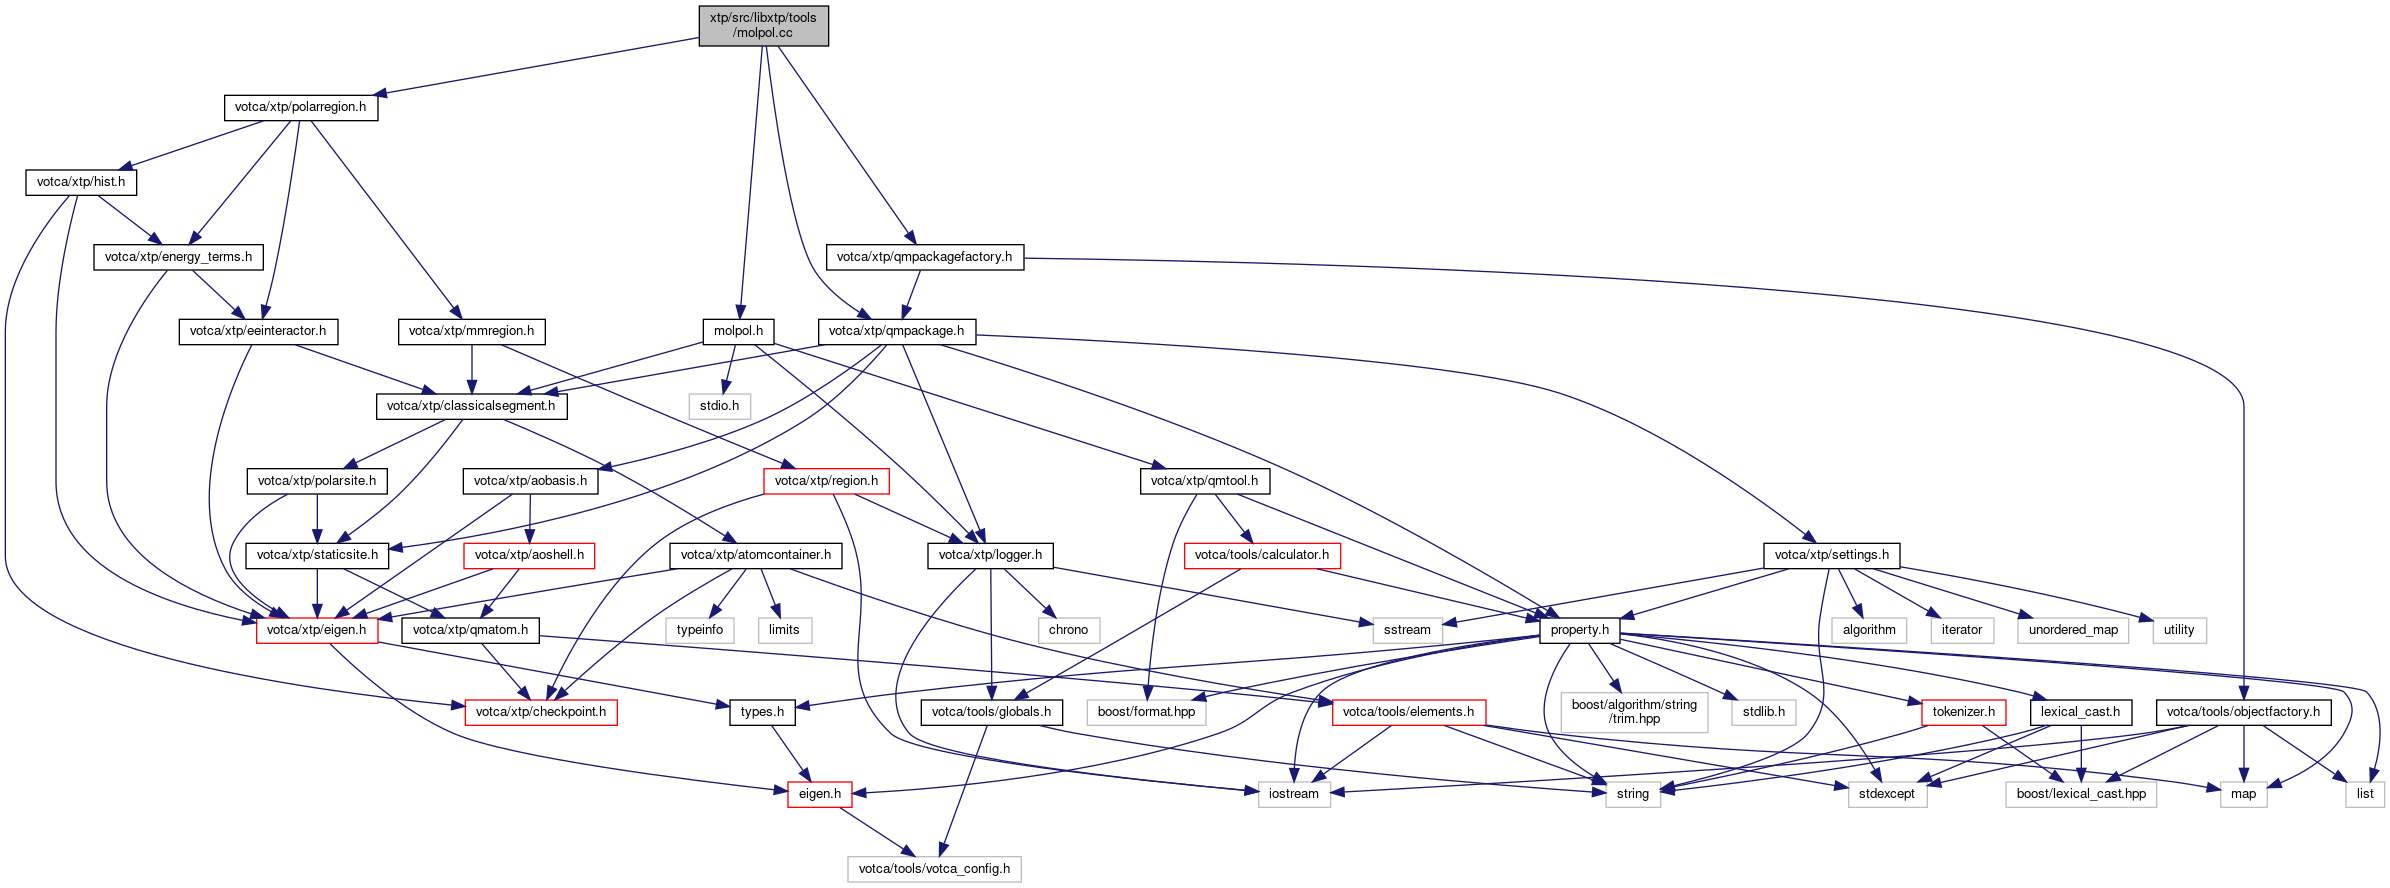 xtp/src/libxtp/tools
/molpol.cc
votca/xtp/polarregion.h
votca/xtp/hist.h
votca/xtp/energy_terms.h
votca/xtp/qmpackagefactory.h
votca/xtp/eeinteractor.h
votca/xtp/mmregion.h
molpol.h
votca/xtp/qmpackage.h
votca/xtp/classicalsegment.h
stdio.h
votca/xtp/polarsite.h
votca/xtp/aobasis.h
votca/xtp/region.h
votca/xtp/qmtool.h
votca/xtp/staticsite.h
votca/xtp/aoshell.h
votca/xtp/atomcontainer.h
votca/xtp/logger.h
votca/tools/calculator.h
votca/xtp/settings.h
votca/xtp/eigen.h
votca/xtp/qmatom.h
typeinfo
limits
chrono
sstream
property.h
algorithm
iterator
unordered_map
utility
votca/xtp/checkpoint.h
types.h
votca/tools/globals.h
boost/format.hpp
votca/tools/elements.h
boost/algorithm/string
/trim.hpp
stdlib.h
tokenizer.h
lexical_cast.h
votca/tools/objectfactory.h
eigen.h
iostream
string
stdexcept
boost/lexical_cast.hpp
map
list
votca/tools/votca_config.h